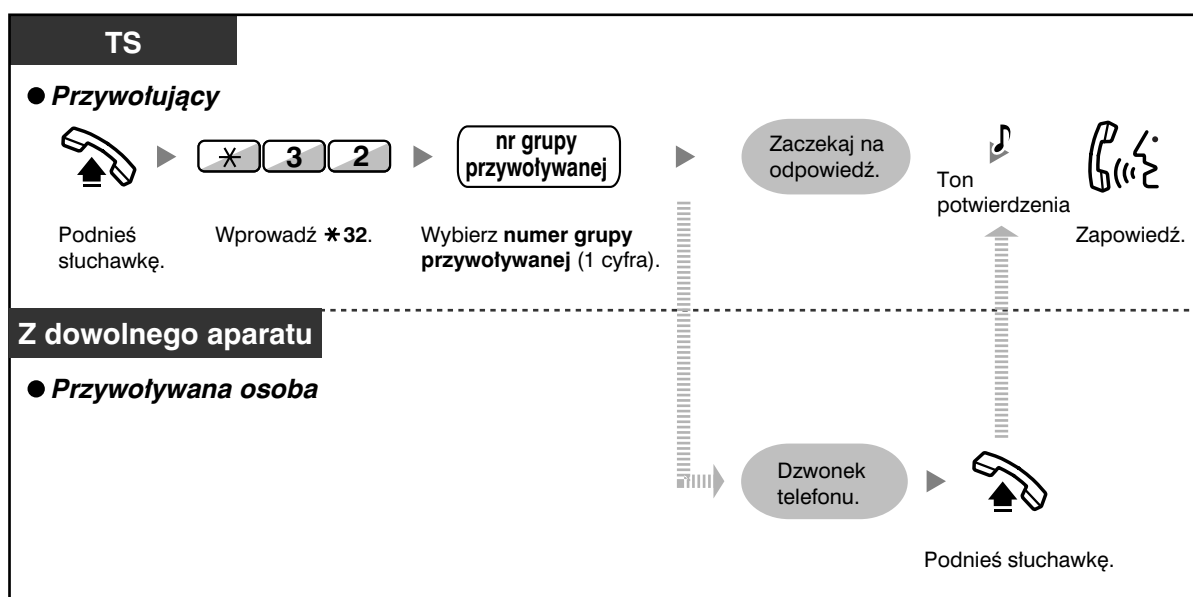 TS
● Przywołujący
✳ 3 2
nr grupy
przywoływanej
Zaczekaj na
odpowiedź.
Ton
potwierdzenia
Podnieś
słuchawkę.
Wprowadź ✳32.
Wybierz numer grupy
przywoływanej (1 cyfra).
Zapowiedź.
Z dowolnego aparatu
● Przywoływana osoba
Dzwonek
telefonu.
Podnieś słuchawkę.